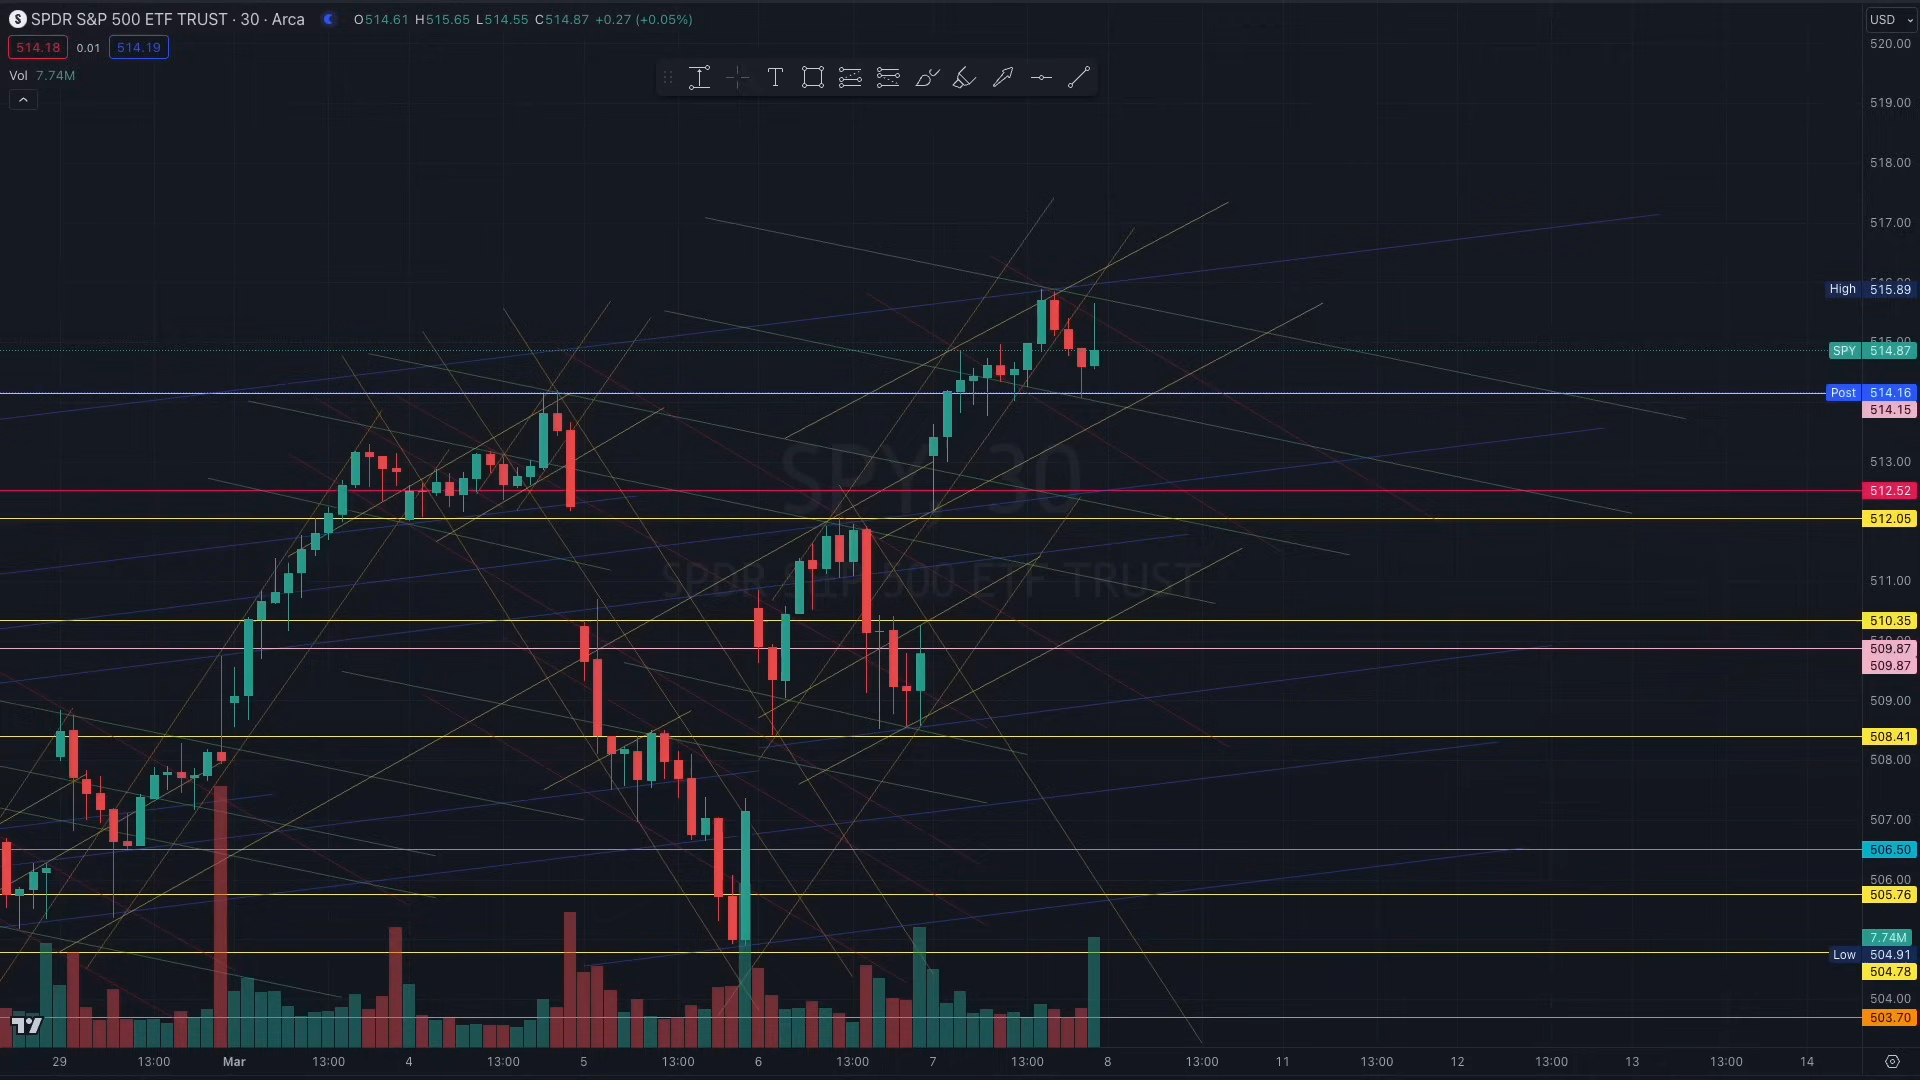 S SPDR S&P 500 ETF TRUST · 30 · Arca O514.61 H515.65 L514.55 C514.87 +0.27 (+0.05%)
514.18 0.01 514.19
Vol 7.74M
T
USD
520.00
519.00
518.00
517.00
High 515.89
SPY 514.87
Post 514.16
514.15
513.00
512.52
512.05
511.00
510.35
509.87
509.87
509.00
508.41
508.00
507.00
506.50
506.00
505.76
7.74M
Low 504.91
504.78
504.00
503.70
SPY, 30
SPDR S&P 500 ETF TRUST
29 13:00 Mar 13:00 4 13:00 5 13:00 6 13:00 7 13:00 8 13:00 11 13:00 12 13:00 13 13:00 14